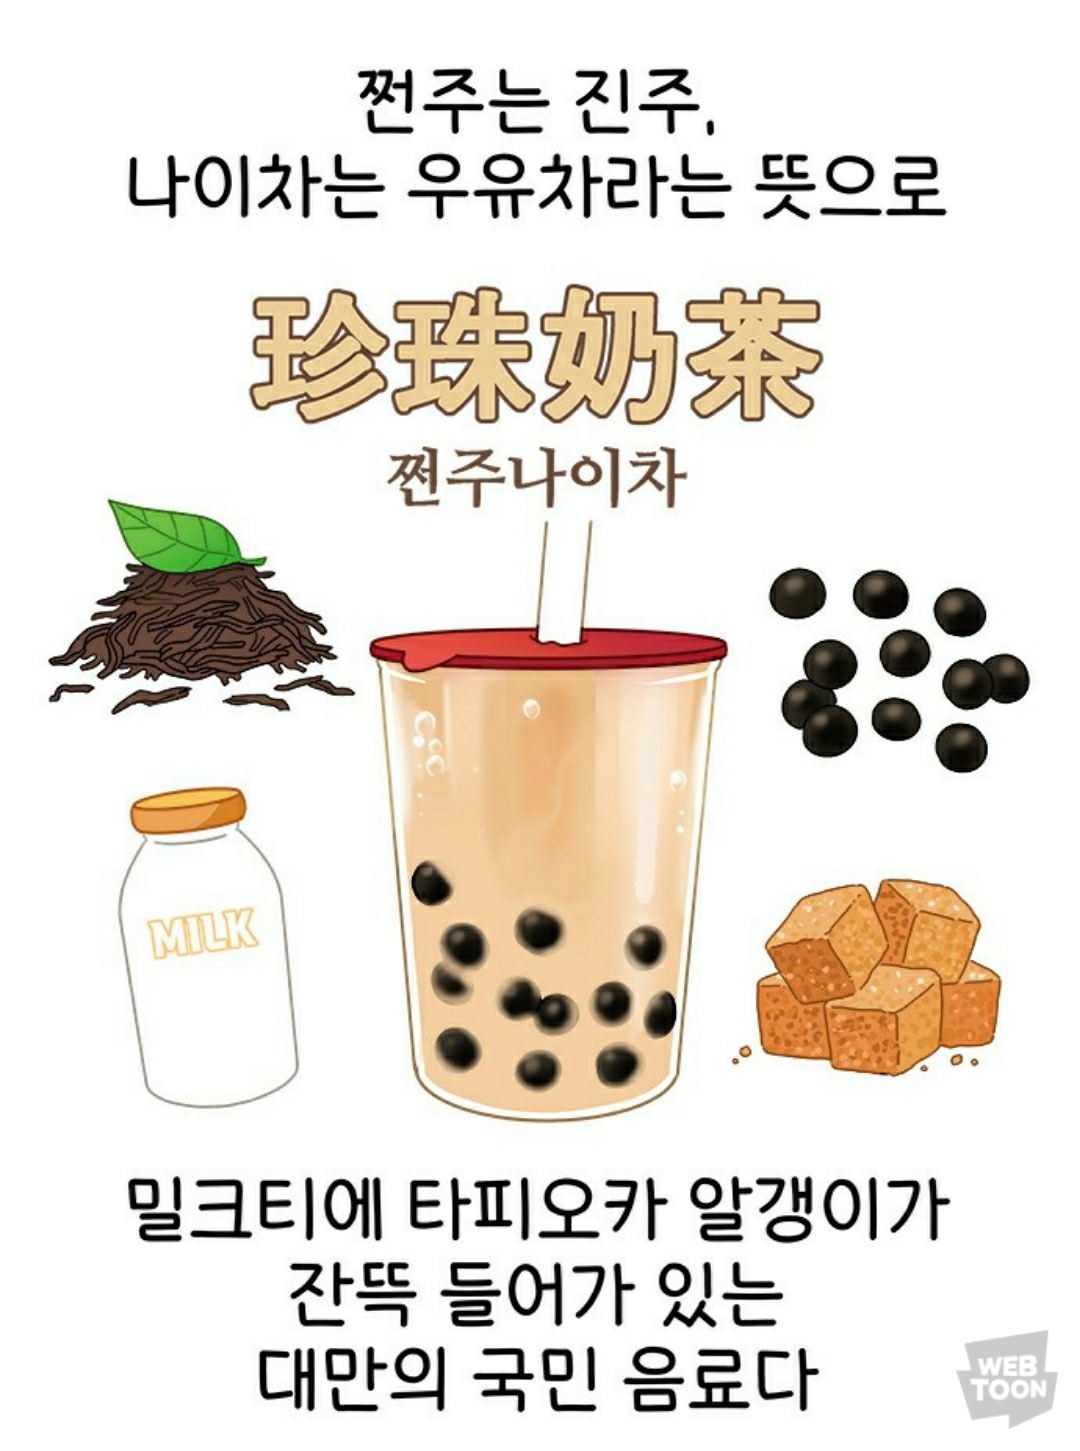 쩐주는 진주,
나이차는 우유차라는 뜻으로
珍珠奶茶
쩐주나이차
MILK
밀크티에 타피오카 알갱이가
잔뜩 들어가 있는
대만의 국민 음료다
WEB
TOON